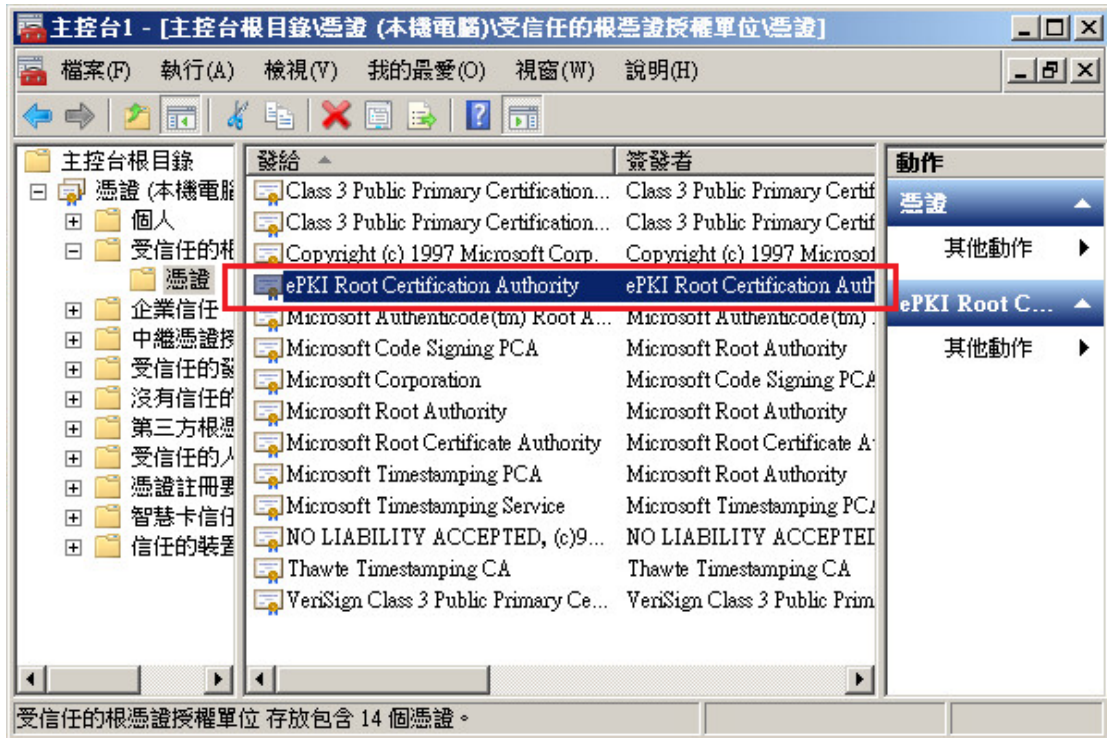 主控台1 - [主控台根目錄\憑證 (本機電腦)\受信任的根憑證授權單位\憑證]
檔案(F) 執行(A) 檢視(V) 我的最愛(O) 視窗(W) 說明(H)
主控台根目錄
憑證 (本機電腦
個人
受信任的根
憑證
企業信任
中繼憑證授
受信任的發
沒有信任的
第三方根憑
受信任的人
憑證註冊要
智慧卡信任
信任的裝置
發給 簽發者
Class 3 Public Primary Certification... Class 3 Public Primary Certif
Class 3 Public Primary Certification... Class 3 Public Primary Certif
Copyright (c) 1997 Microsoft Corp. Copyright (c) 1997 Microsof
ePKI Root Certification Authority ePKI Root Certification Auth
Microsoft Authenticode(tm) Root A... Microsoft Authenticode(tm)
Microsoft Code Signing PCA Microsoft Root Authority
Microsoft Corporation Microsoft Code Signing PCA
Microsoft Root Authority Microsoft Root Authority
Microsoft Root Certificate Authority Microsoft Root Certificate A
Microsoft Timestamping PCA Microsoft Root Authority
Microsoft Timestamping Service Microsoft Timestamping PCA
NO LIABILITY ACCEPTED, (c)9... NO LIABILITY ACCEPTED
Thawte Timestamping CA Thawte Timestamping CA
VeriSign Class 3 Public Primary Ce... VeriSign Class 3 Public Prim
動作
憑證
其他動作
ePKI Root C...
其他動作
受信任的根憑證授權單位 存放包含 14 個憑證。